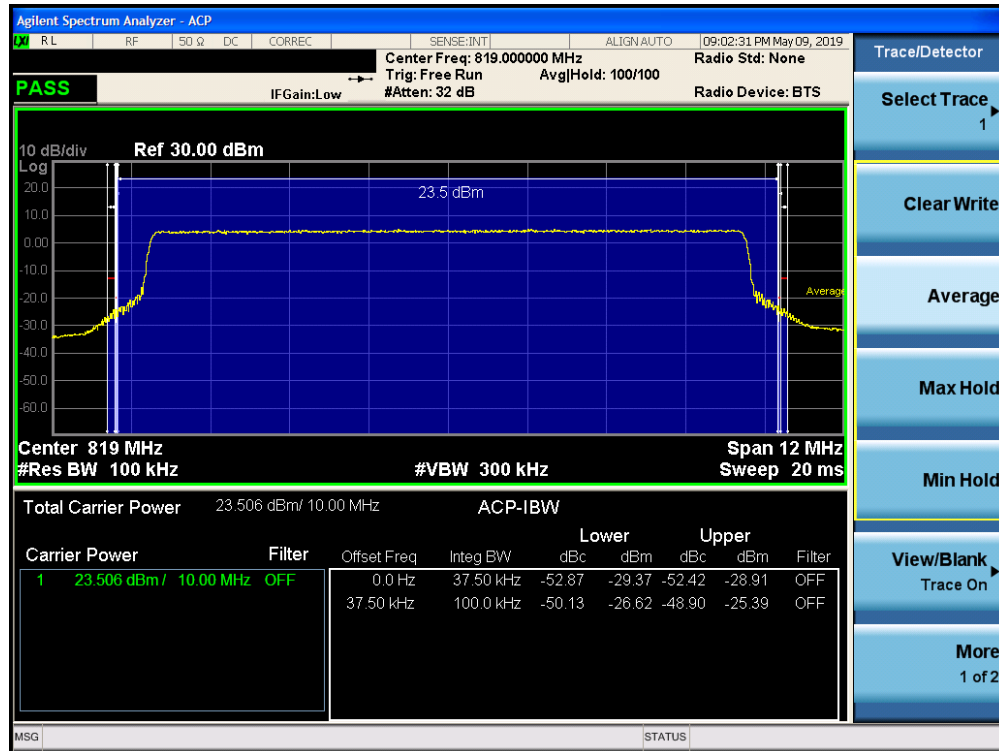 Agilent Spectrum Analyzer - ACP
LXI RL RF 50 Ω DC CORREC SENSE:INT ALIGN AUTO 09:02:31 PM May 09, 2019
Center Freq: 819.000000 MHz Radio Std: None
Trig: Free Run Avg|Hold: 100/100
PASS IFGain:Low #Atten: 32 dB Radio Device: BTS
10 dB/div Ref 30.00 dBm
Log
20.0
23.5 dBm
10.0
0.00
-10.0
-20.0
Average
-30.0
-40.0
-50.0
-60.0
Center 819 MHz Span 12 MHz
#Res BW 100 kHz #VBW 300 kHz Sweep 20 ms
Total Carrier Power 23.506 dBm/ 10.00 MHz ACP-IBW
Lower Upper
Carrier Power Filter Offset Freq Integ BW dBc dBm dBc dBm Filter
1 23.506 dBm / 10.00 MHz OFF 0.0 Hz 37.50 kHz -52.87 -29.37 -52.42 -28.91 OFF
37.50 kHz 100.0 kHz -50.13 -26.62 -48.90 -25.39 OFF
MSG STATUS
Trace/Detector
Select Trace
1
Clear Write
Average
Max Hold
Min Hold
View/Blank
Trace On
More
1 of 2